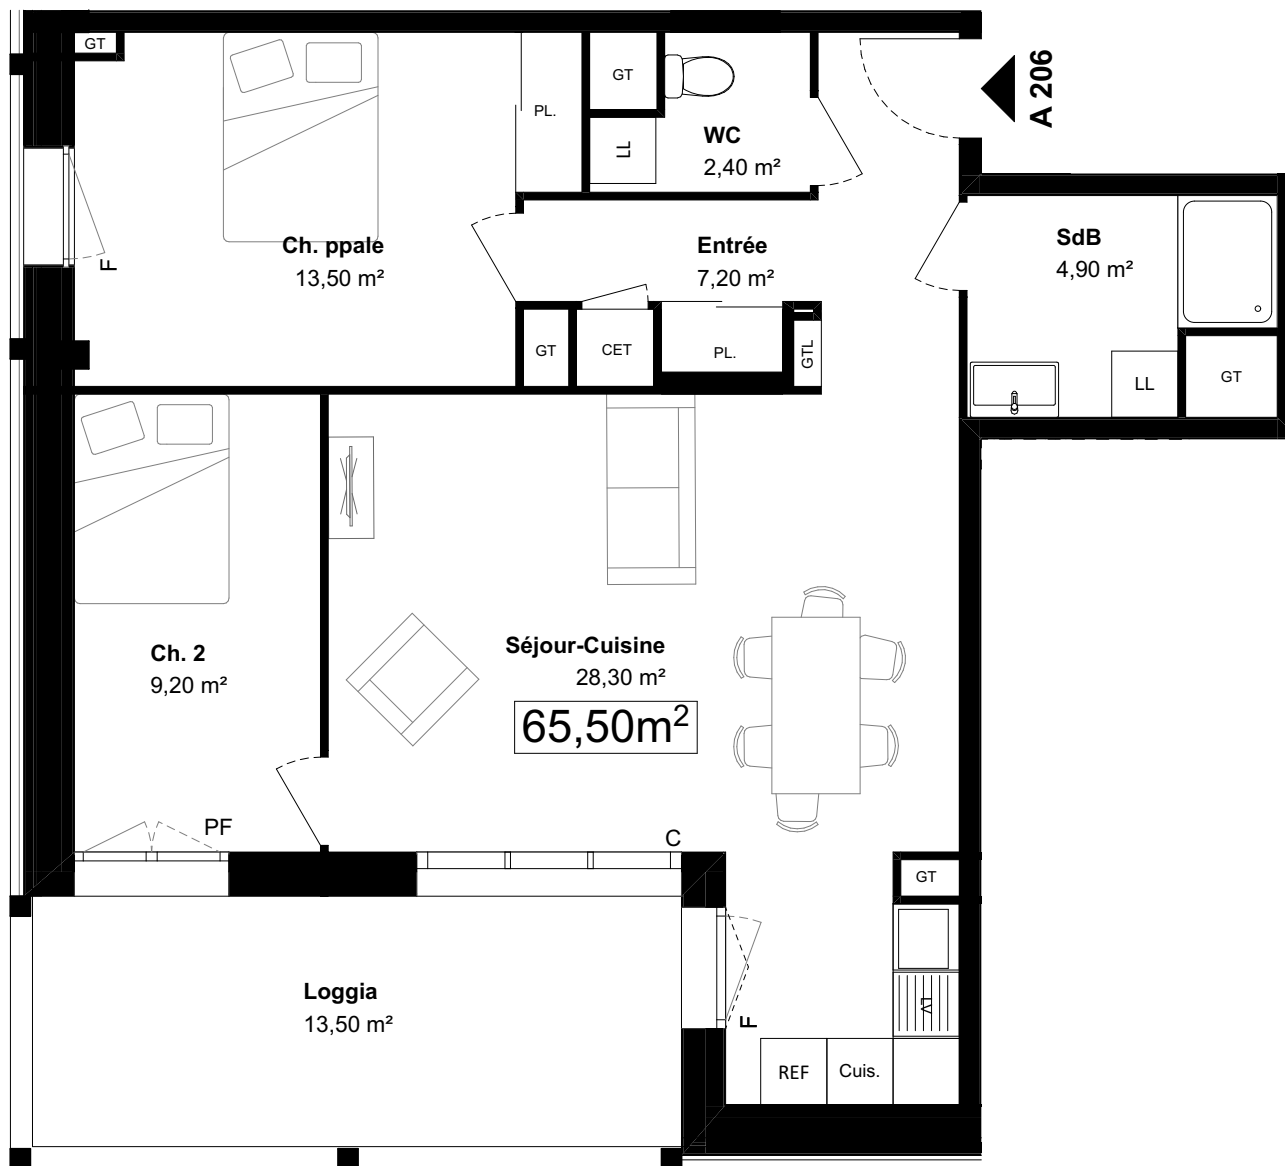 GT
GT
PL.
LL
WC
2,40 m²
A 206
Ch. ppale
13,50 m²
F
Entrée
7,20 m²
SdB
4,90 m²
GT
CET
PL.
GTL
LL
GT
Ch. 2
9,20 m²
Séjour-Cuisine
28,30 m²
65,50m²
PF
C
GT
Loggia
13,50 m²
F
LV
REF
Cuis.